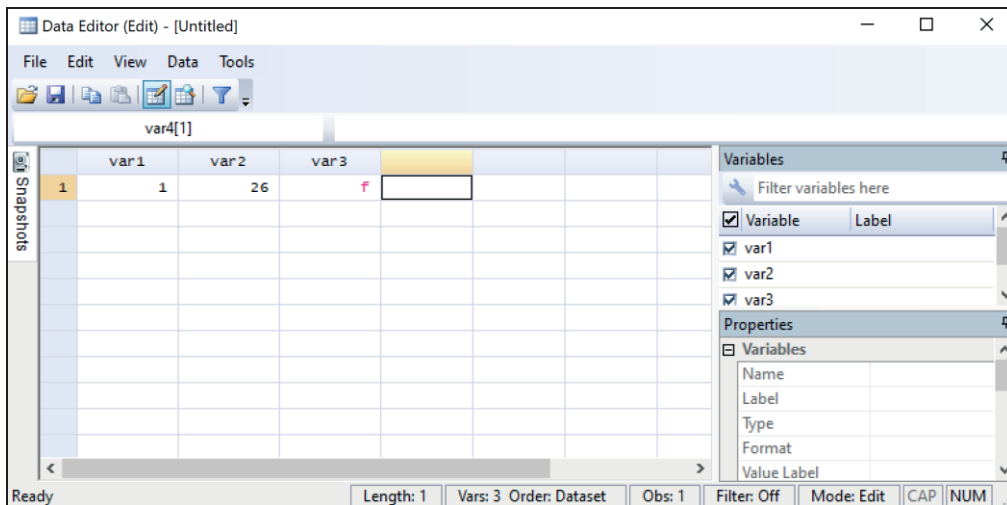 Data Editor (Edit) - [Untitled]
File Edit View Data Tools
var4[1]
Snapshots
var1 var2 var3
1 1 26 f
Variables
Filter variables here
Variable Label
var1
var2
var3
Properties
Variables
Name
Label
Type
Format
Value Label
Ready Length: 1 Vars: 3 Order: Dataset Obs: 1 Filter: Off Mode: Edit CAP NUM